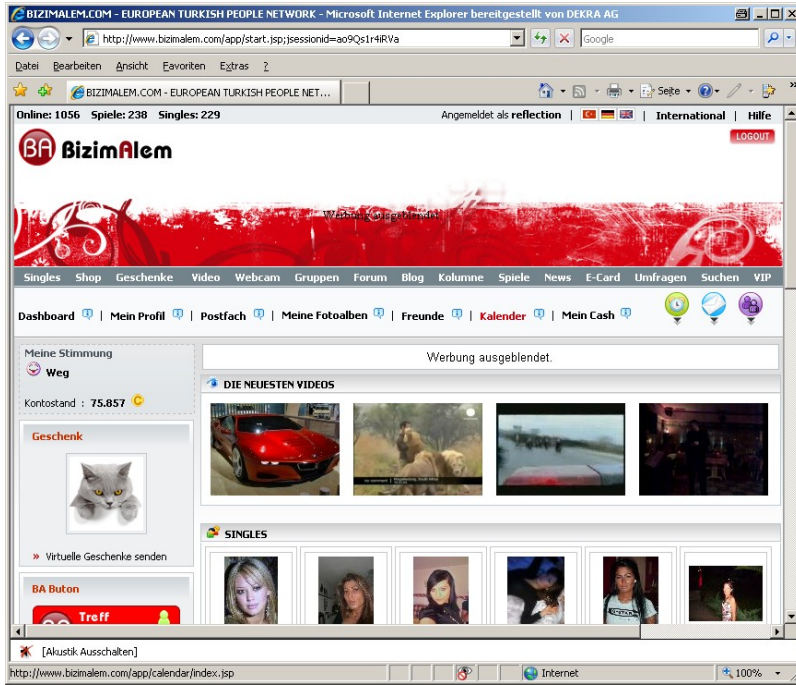 BIZIMALEM.COM - EUROPEAN TURKISH PEOPLE NETWORK - Microsoft Internet Explorer bereitgestellt von DEKRA AG
http://www.bizimalem.com/app/start.jsp;jsessionid=ao9Qs1r4iRVa
Google
Datei Bearbeiten Ansicht Favoriten Extras ?
BIZIMALEM.COM - EUROPEAN TURKISH PEOPLE NET...
Seite
Online: 1056 Spiele: 238 Singles: 229
Angemeldet als reflection | | International | Hilfe
LOGOUT
BA BizimAlem
Werbung ausgeblendet.
Singles Shop Geschenke Video Webcam Gruppen Forum Blog Kolumne Spiele News E-Card Umfragen Suchen VIP
Dashboard | Mein Profil | Postfach | Meine Fotoalben | Freunde | Kalender | Mein Cash
Meine Stimmung
Weg
Kontostand : 75.857 C
Werbung ausgeblendet.
DIE NEUESTEN VIDEOS
Geschenk
» Virtuelle Geschenke senden
SINGLES
BA Buton
BA Treff
[Akustik Ausschalten]
http://www.bizimalem.com/app/calendar/index.jsp
Internet
100%